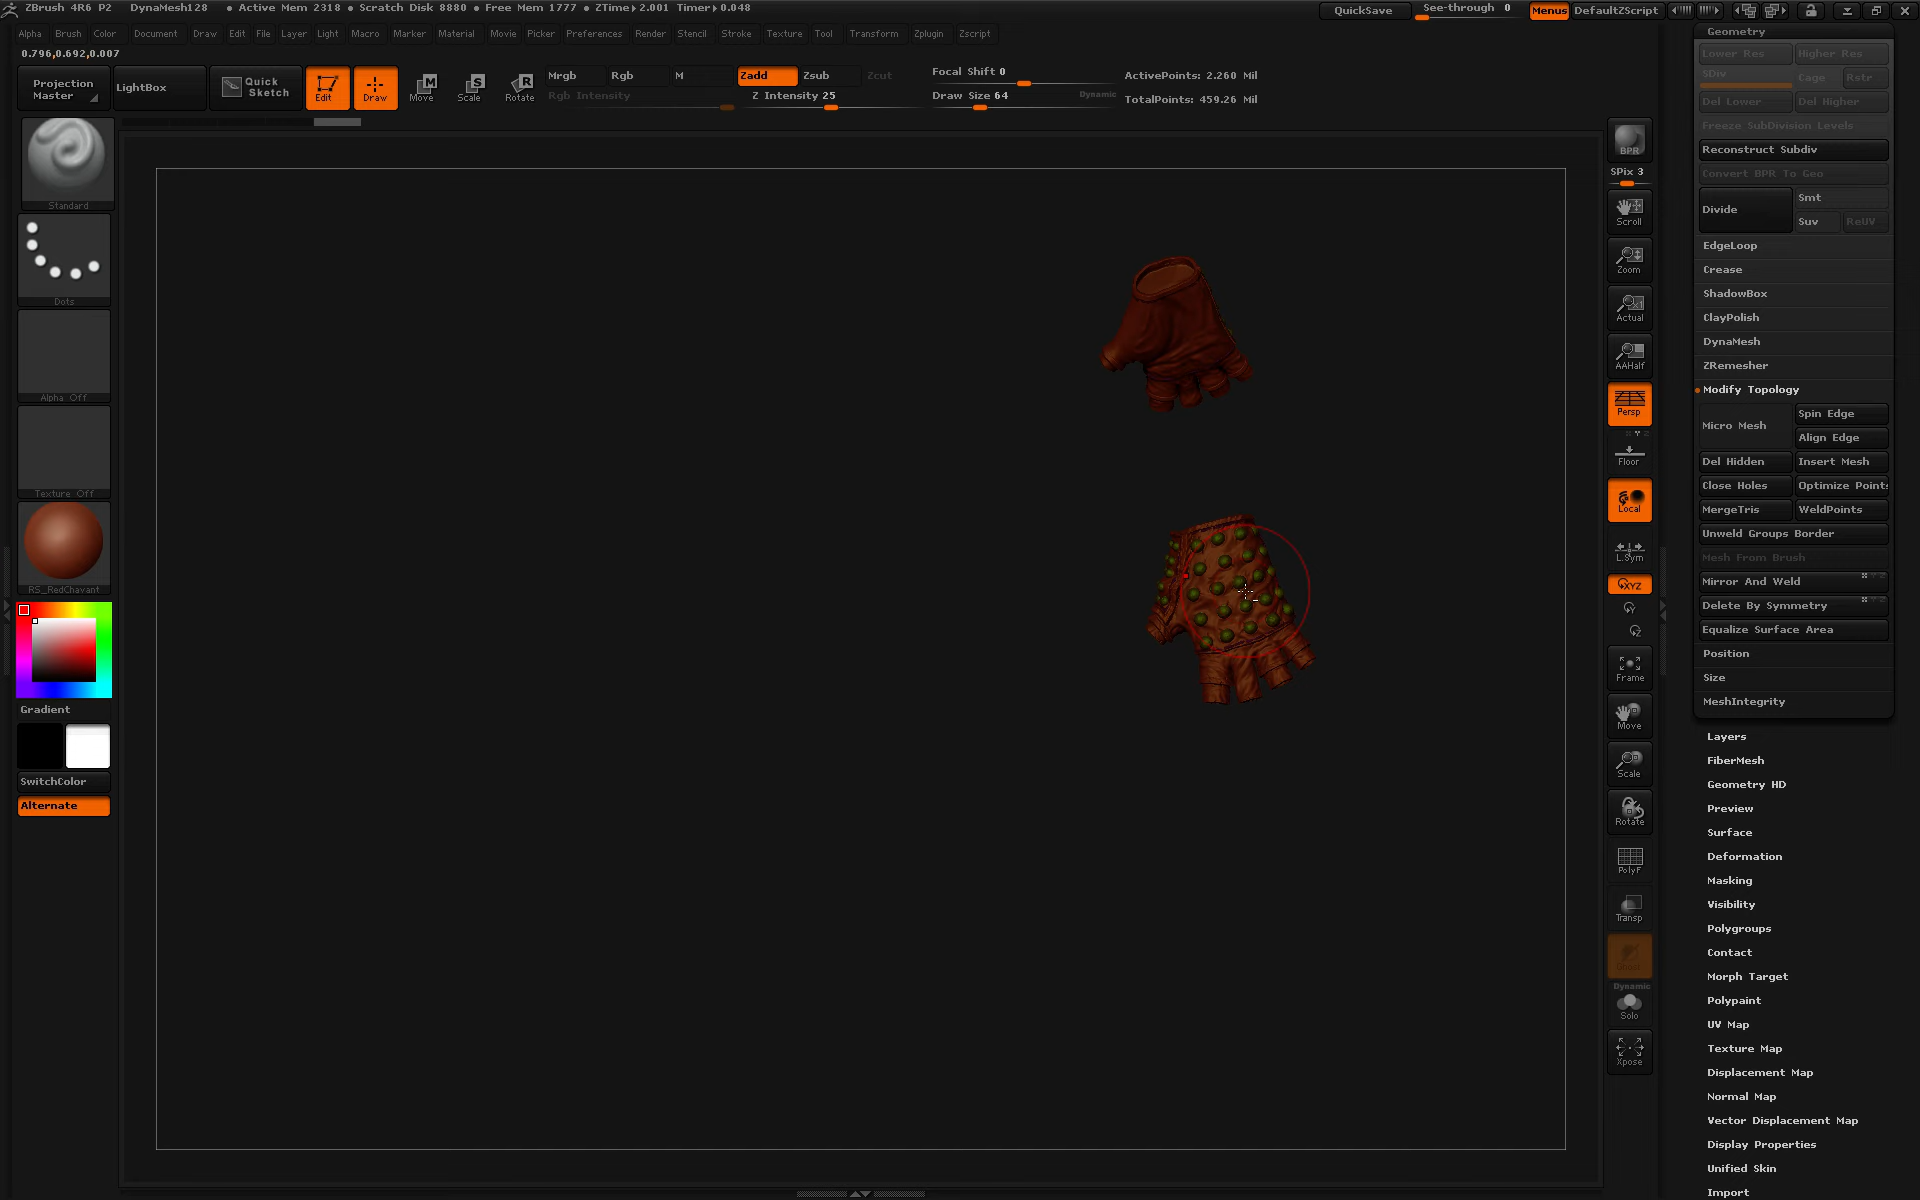 ZBrush 4R6 P2 DynaMesh128 • Active Mem 2318 • Scratch Disk 8880 • Free Mem 1777 • ZTime▸2.001 Timer▸0.048 QuickSave See-through 0 Menus DefaultZScript
Alpha Brush Color Document Draw Edit File Layer Light Macro Marker Material Movie Picker Preferences Render Stencil Stroke Texture Tool Transform Zplugin Zscript
0.796,0.692,0.007
Projection Master
LightBox
Quick Sketch
Edit
Draw
Move
Scale
Rotate
Mrgb Rgb M Zadd Zsub Zcut
Rgb Intensity Z Intensity 25
Focal Shift 0
Draw Size 64 Dynamic
ActivePoints: 2.260 Mil
TotalPoints: 459.26 Mil
Standard
Dots
Alpha Off
Texture Off
RS_RedChavant
Gradient
SwitchColor
Alternate
BPR
SPix 3
Scroll
Zoom
Actual
AAHalf
Persp
Floor
Local
L.Sym
XYZ
Y
Z
Frame
Move
Scale
Rotate
PolyF
Transp
Dynamic
Solo
Xpose
Geometry
Lower Res Higher Res
SDiv Cage Rstr
Del Lower Del Higher
Freeze SubDivision Levels
Reconstruct Subdiv
Convert BPR To Geo
Divide Smt
Suv ReUV
EdgeLoop
Crease
ShadowBox
ClayPolish
DynaMesh
ZRemesher
Modify Topology
Micro Mesh Spin Edge
Align Edge
Del Hidden Insert Mesh
Close Holes Optimize Points
MergeTris WeldPoints
Unweld Groups Border
Mesh From Brush
Mirror And Weld
Delete By Symmetry
Equalize Surface Area
Position
Size
MeshIntegrity
Layers
FiberMesh
Geometry HD
Preview
Surface
Deformation
Masking
Visibility
Polygroups
Contact
Morph Target
Polypaint
UV Map
Texture Map
Displacement Map
Normal Map
Vector Displacement Map
Display Properties
Unified Skin
Import